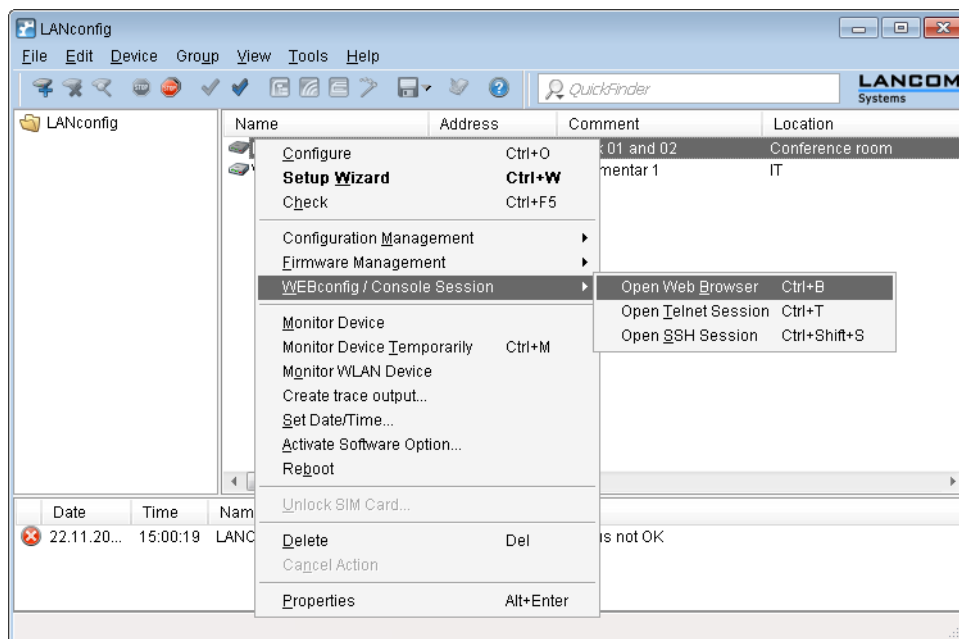 LANconfig
File Edit Device Group View Tools Help
QuickFinder
LANCOM
Systems
LANconfig
Name Address Comment Location
01 and 02 Conference room
mentar 1 IT
Configure Ctrl+O
Setup Wizard Ctrl+W
Check Ctrl+F5
Configuration Management
Firmware Management
WEBconfig / Console Session
Open Web Browser Ctrl+B
Open Telnet Session Ctrl+T
Open SSH Session Ctrl+Shift+S
Monitor Device
Monitor Device Temporarily Ctrl+M
Monitor WLAN Device
Create trace output...
Set Date/Time...
Activate Software Option...
Reboot
Unlock SIM Card...
Delete Del
Cancel Action
Properties Alt+Enter
Date Time Nam
22.11.20... 15:00:19 LANC is not OK